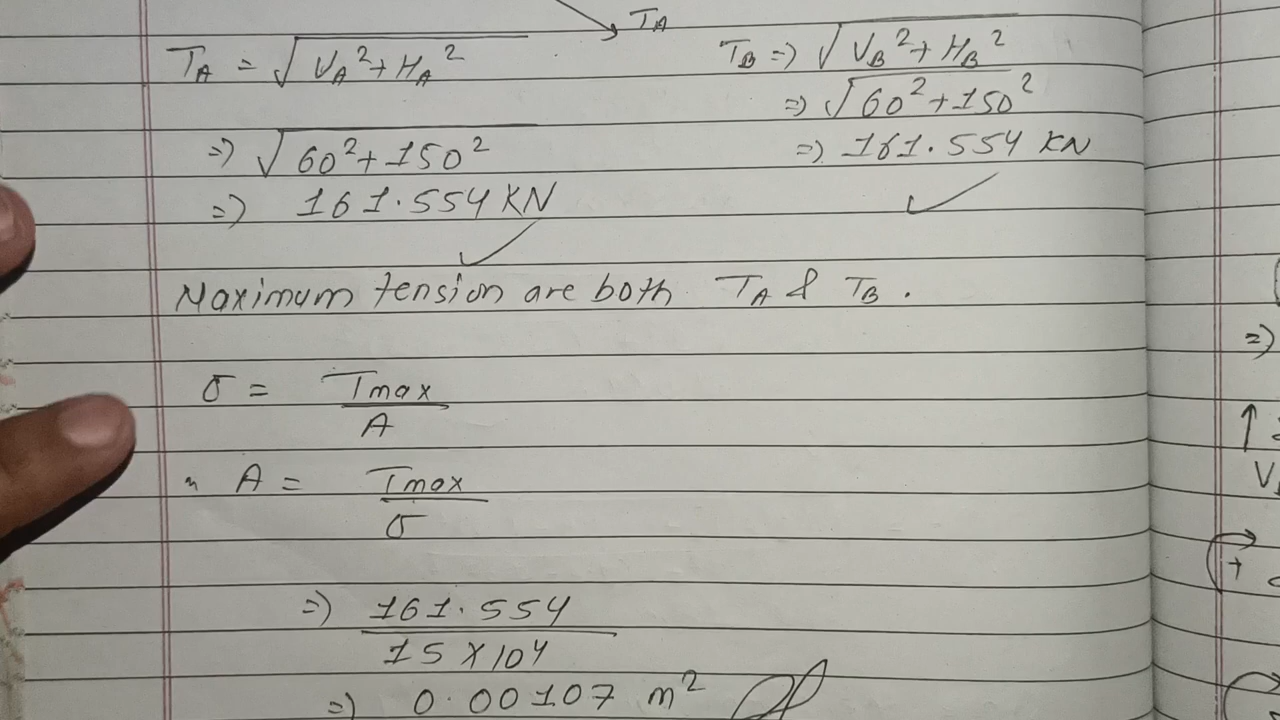 TA
TA = √VA²+HA²
⇒ √60²+150²
⇒ 161.554 KN
TB ⇒ √VB²+HB²
⇒ √60²+150²
⇒ 161.554 KN
Maximum tension are both TA & TB.
σ = Tmax/A
A = Tmax/σ
⇒ 161.554/15×10⁴
⇒ 0.00107 m²